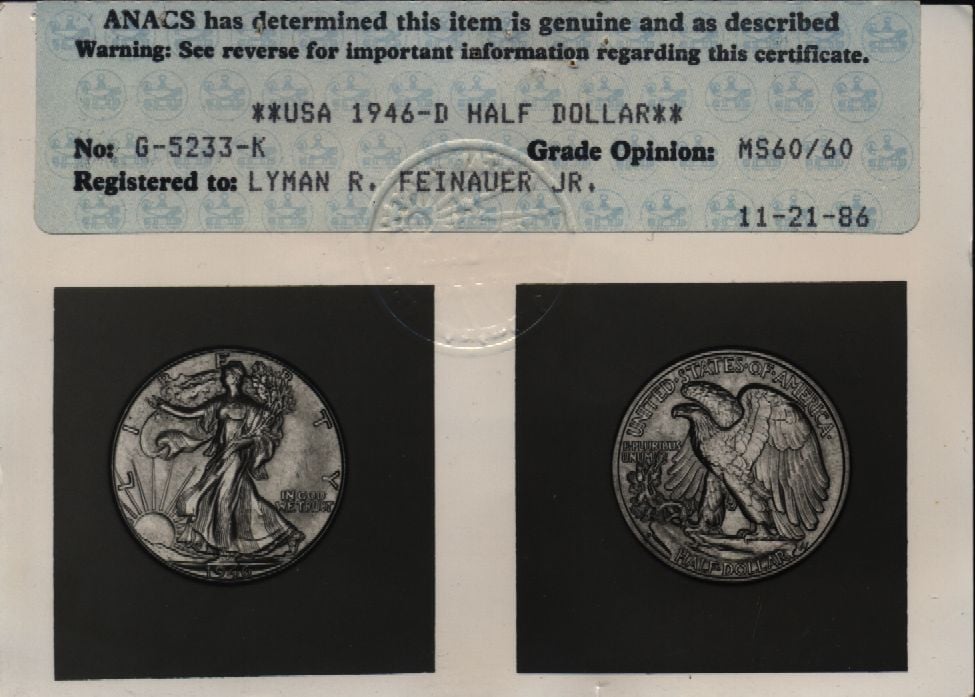 ANACS has determined this item is genuine and as described
Warning: See reverse for important information regarding this certificate.
**USA 1946-D HALF DOLLAR**
No: G-5233-K
Grade Opinion: MS60/60
Registered to: LYMAN R. FEINAUER JR.
11-21-86
LIBERTY
IN GOD
WE TRUST
1946
UNITED·STATES·OF·AMERICA
E·PLURIBUS
UNUM
HALF·DOLLAR